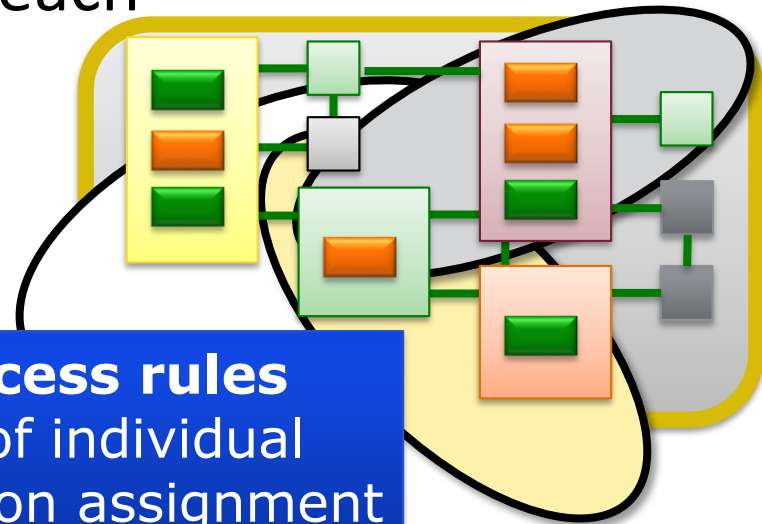 each
cess rules
of individual
on assignment